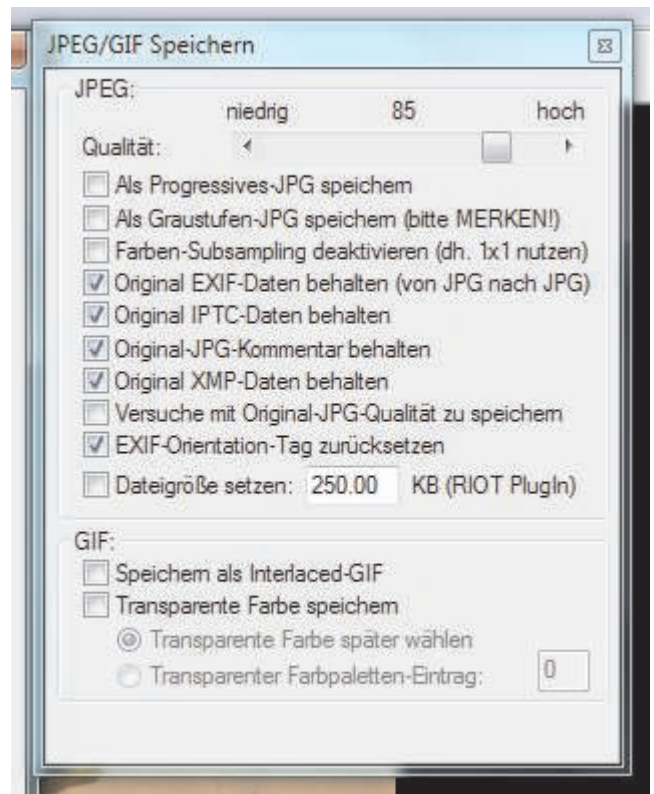 JPEG/GIF Speichern
JPEG:
niedrig 85 hoch
Qualität:
Als Progressives-JPG speichern
Als Graustufen-JPG speichern (bitte MERKEN!)
Farben-Subsampling deaktivieren (dh. 1x1 nutzen)
Original EXIF-Daten behalten (von JPG nach JPG)
Original IPTC-Daten behalten
Original-JPG-Kommentar behalten
Original XMP-Daten behalten
Versuche mit Original-JPG-Qualität zu speichern
EXIF-Orientation-Tag zurücksetzen
Dateigröße setzen: 250.00 KB (RIOT PlugIn)
GIF:
Speichern als Interlaced-GIF
Transparente Farbe speichern
Transparente Farbe später wählen
Transparenter Farbpaletten-Eintrag: 0